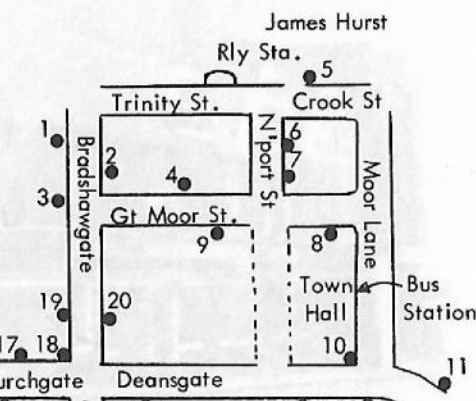 James Hurst
Rly Sta.
5
Trinity St.
Crook St
1
Bradshawgate
2
4
N'port St
6
7
Moor Lane
3
Gt Moor St.
9
8
19
20
Town Hall
Bus Station
17
18
10
11
urchgate
Deansgate